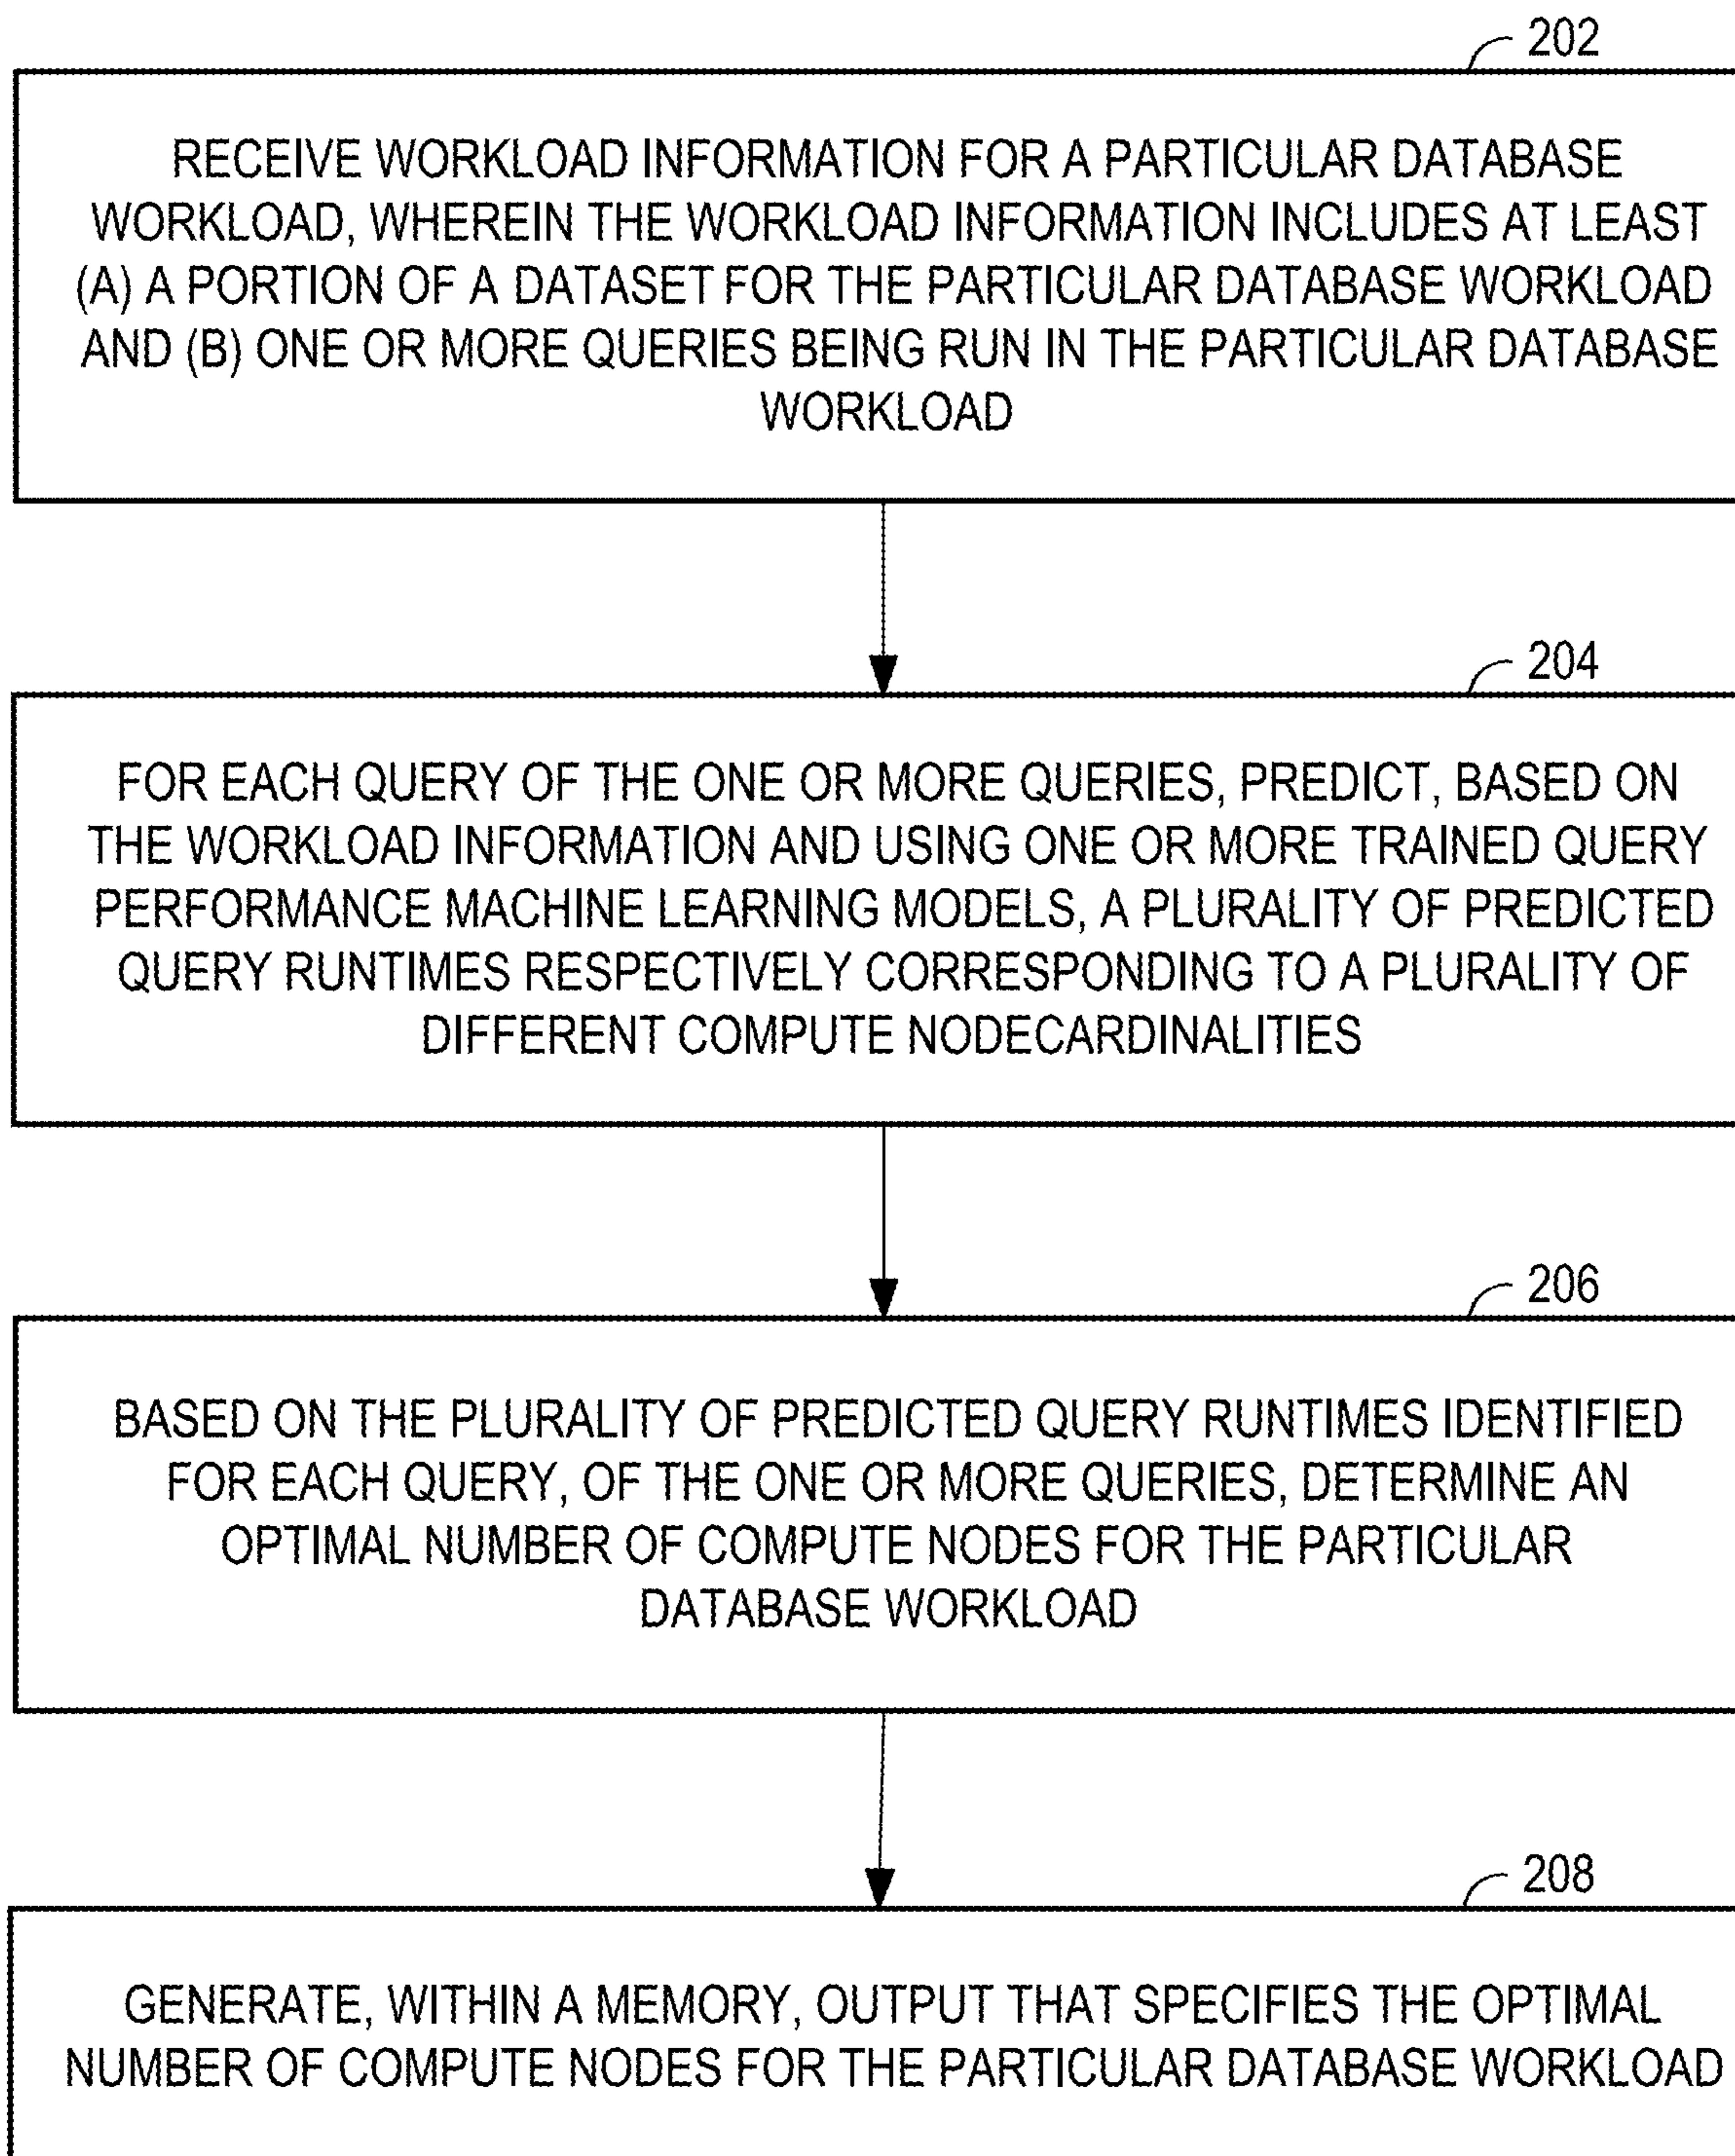 202
RECEIVE WORKLOAD INFORMATION FOR A PARTICULAR DATABASE
WORKLOAD, WHEREIN THE WORKLOAD INFORMATION INCLUDES AT LEAST
(A) A PORTION OF A DATASET FOR THE PARTICULAR DATABASE WORKLOAD
AND (B) ONE OR MORE QUERIES BEING RUN IN THE PARTICULAR DATABASE
WORKLOAD
204
FOR EACH QUERY OF THE ONE OR MORE QUERIES, PREDICT, BASED ON
THE WORKLOAD INFORMATION AND USING ONE OR MORE TRAINED QUERY
PERFORMANCE MACHINE LEARNING MODELS, A PLURALITY OF PREDICTED
QUERY RUNTIMES RESPECTIVELY CORRESPONDING TO A PLURALITY OF
DIFFERENT COMPUTE NODECARDINALITIES
206
BASED ON THE PLURALITY OF PREDICTED QUERY RUNTIMES IDENTIFIED
FOR EACH QUERY, OF THE ONE OR MORE QUERIES, DETERMINE AN
OPTIMAL NUMBER OF COMPUTE NODES FOR THE PARTICULAR
DATABASE WORKLOAD
208
GENERATE, WITHIN A MEMORY, OUTPUT THAT SPECIFIES THE OPTIMAL
NUMBER OF COMPUTE NODES FOR THE PARTICULAR DATABASE WORKLOAD